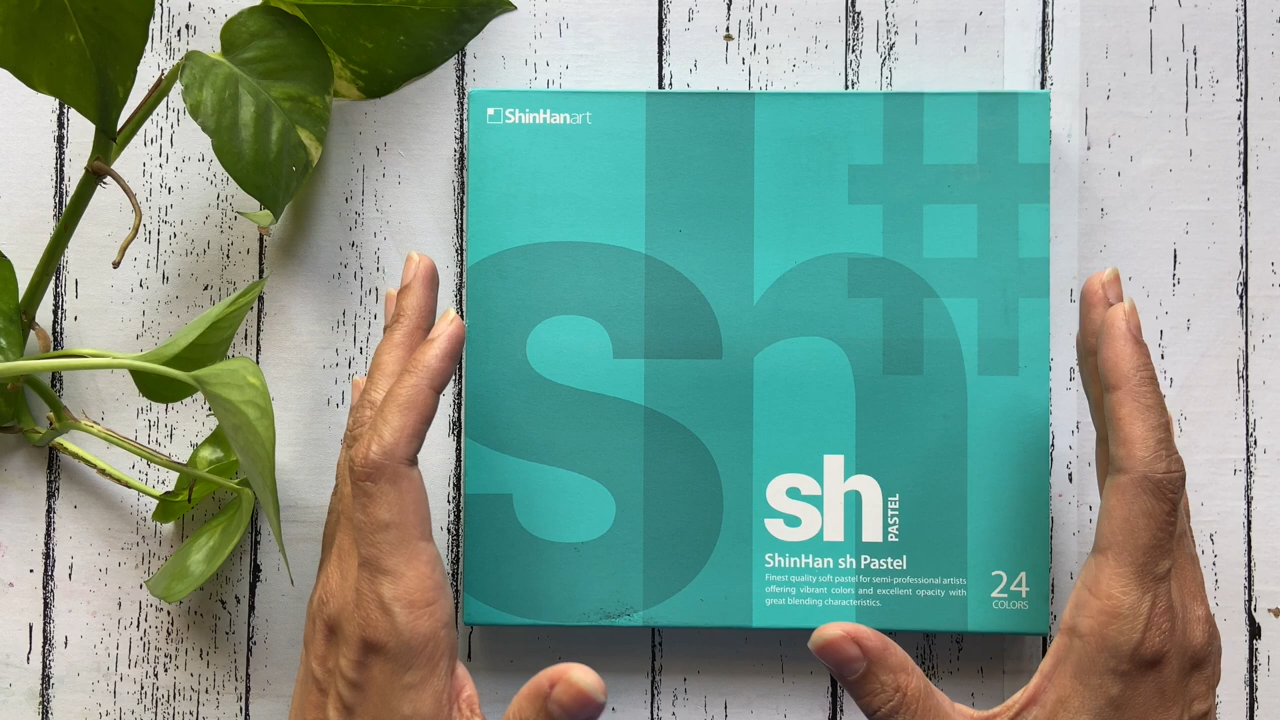 ShinHanart
sh
#
sh PASTEL
ShinHan sh Pastel
Finest quality soft pastel for semi-professional artists
offering vibrant colors and excellent opacity with
great blending characteristics.
24
COLORS